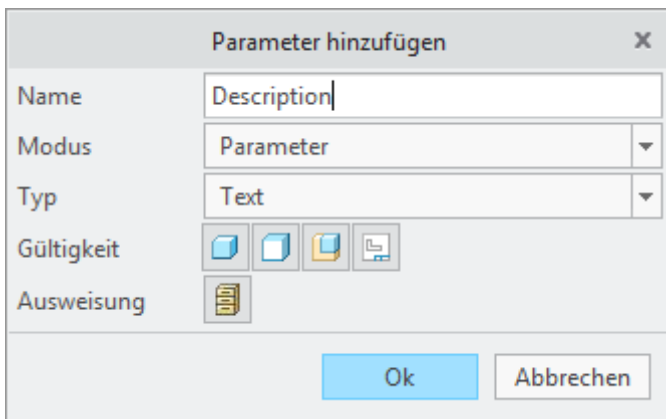 Parameter hinzufügen
Name Description
Modus Parameter
Typ Text
Gültigkeit
Ausweisung
Ok Abbrechen